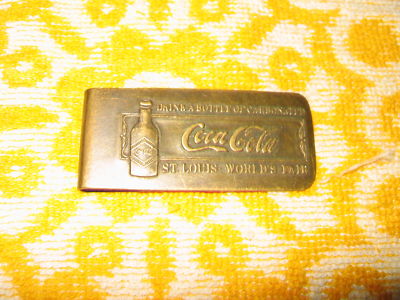 DRINK A BOTTLE OF CARBONATED
Coca-Cola
ST. LOUIS WORLD'S FAIR